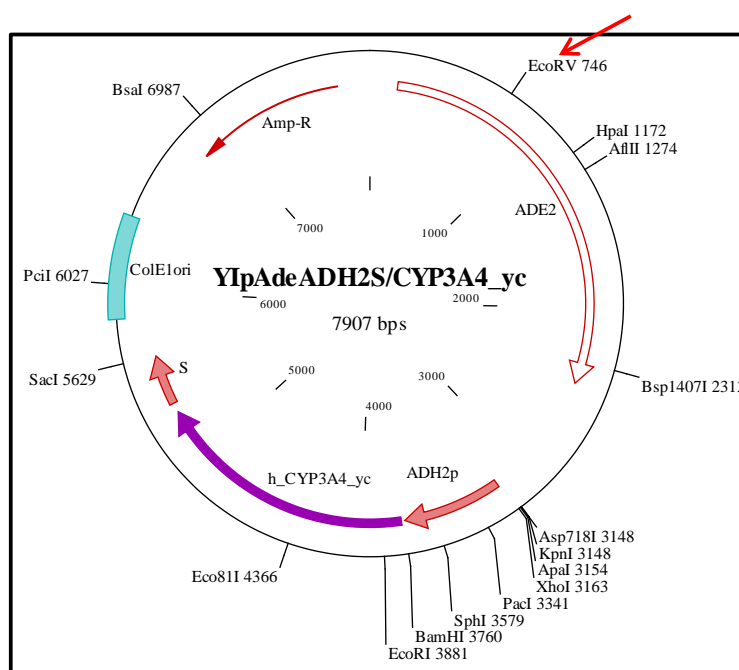 EcoRV 746
BsaI 6987
Amp-R
HpaI 1172
AflII 1274
ADE2
7000
1000
YIpAdeADH2S/CYP3A4_yc
ColE1ori
PciI 6027
6000
2000
7907 bps
SacI 5629
S
5000
3000
Bsp1407I 2313
4000
h_CYP3A4_yc
ADH2p
Asp718I 3148
KpnI 3148
ApaI 3154
XhoI 3163
Eco81I 4366
PacI 3341
SphI 3579
BamHI 3760
EcoRI 3881